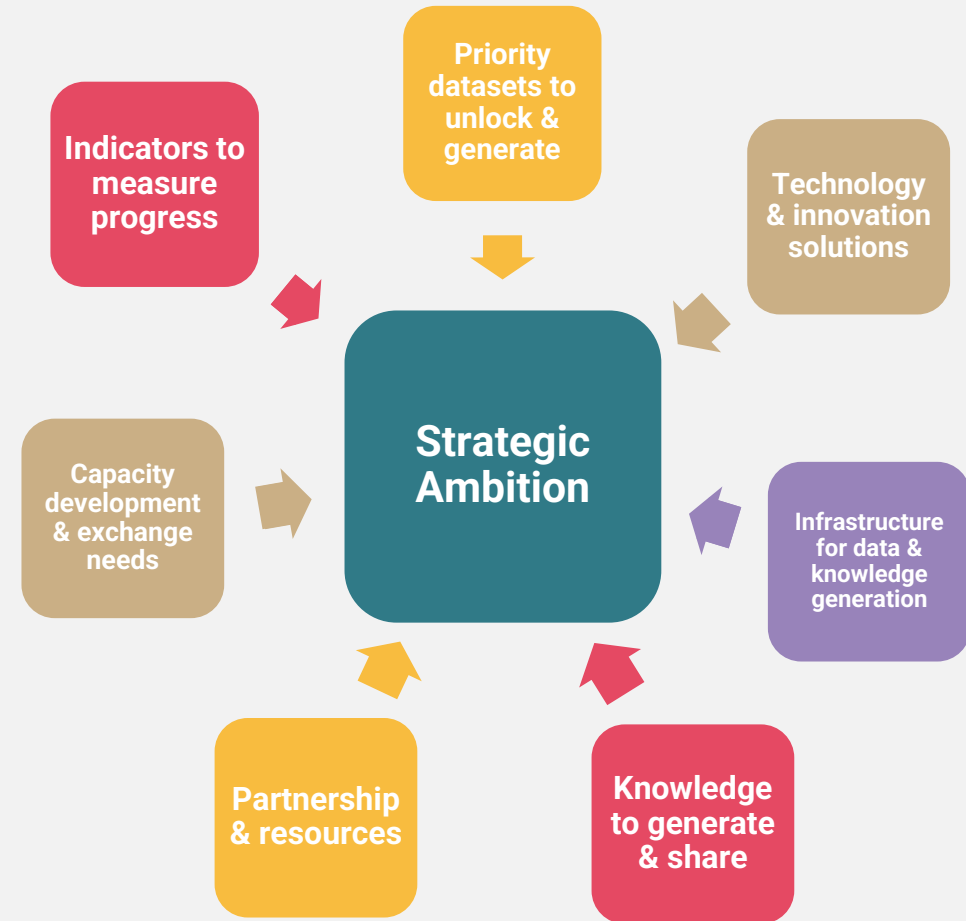 Priority
datasets to
unlock &
generate
Indicators to
measure
progress
Technology
& innovation
solutions
Strategic
Ambition
Capacity
development
& exchange
needs
Infrastructure
for data &
knowledge
generation
Partnership
& resources
Knowledge
to generate
& share